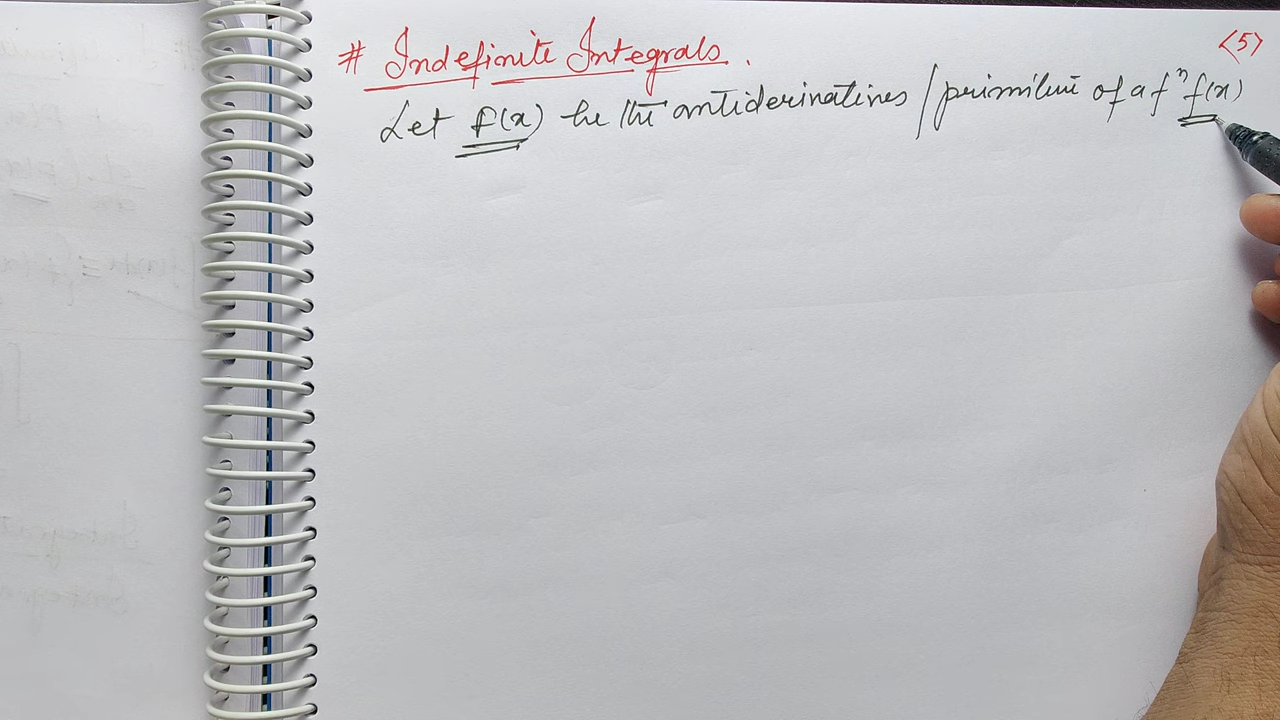 # Indefinite Integrals.
<5>
Let F(x) be the antiderivatives / primitive of a fⁿ f(x)